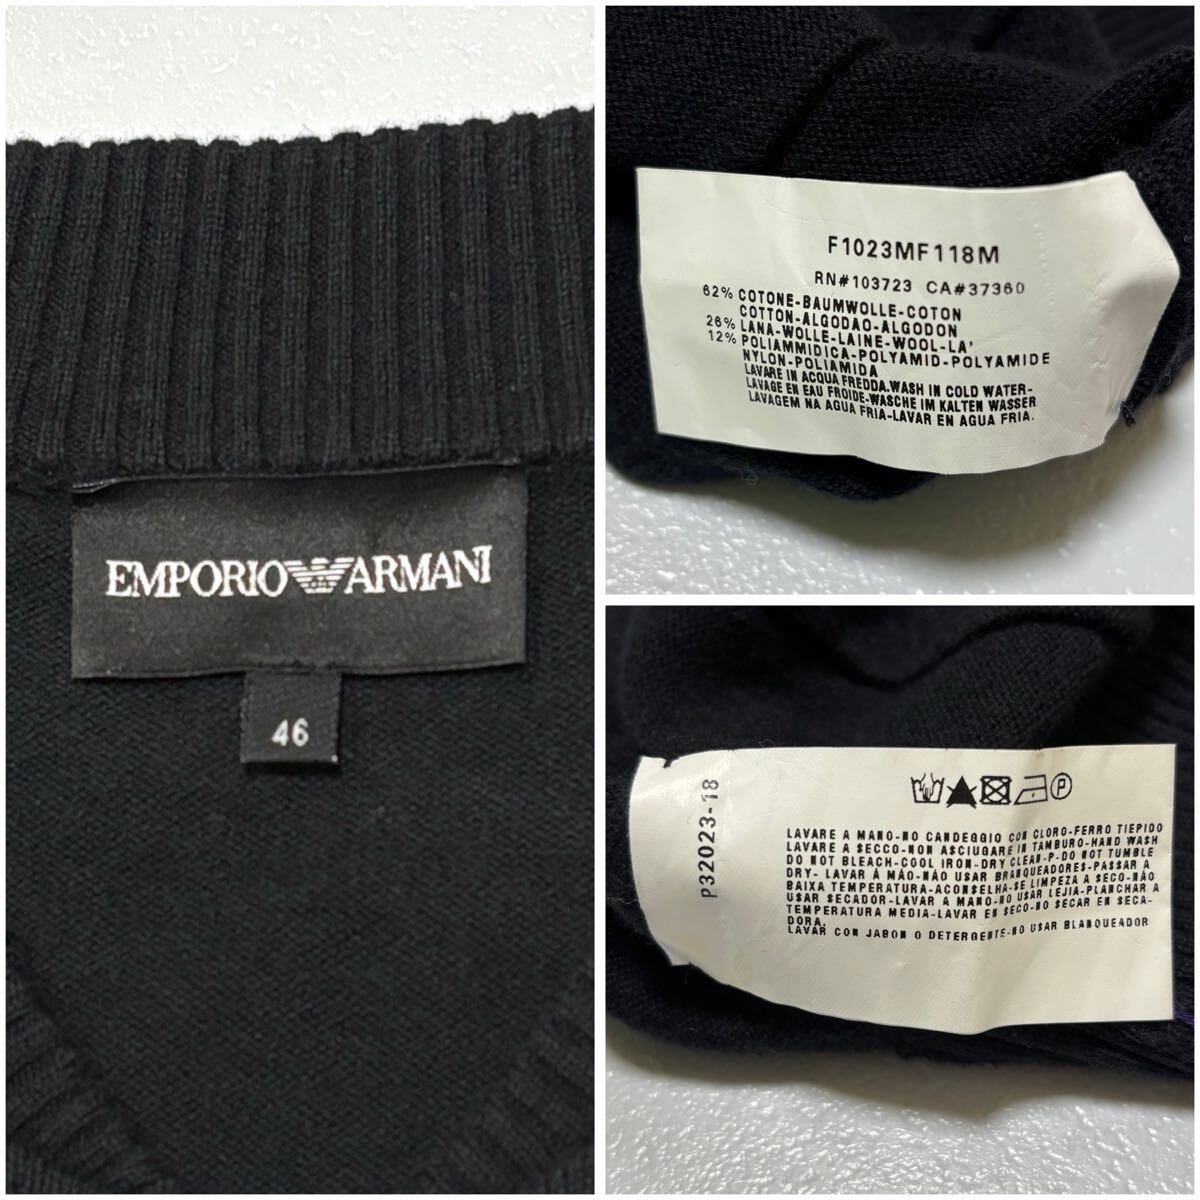 EMPORIO ARMANI
46
F1023MF118M
RN#103723 CA#37360
62% COTONE-BAUMWOLLE-COTON
COTTON-ALGODAO-ALGODON
26% LANA-WOLLE-LAINE-WOOL-LA'
12% POLIAMMIDICA-POLYAMID-POLYAMIDE
NYLON-POLIAMIDA
LAVARE IN ACQUA FREDDA.WASH IN COLD WATER-
LAVAGE EN EAU FROIDE-WASCHE IM KALTEN WASSER
LAVAGEM NA AGUA FRIA-LAVAR EN AGUA FRIA.
P32023-18
P
LAVARE A MANO-NO CANDEGGIO CON CLORO-FERRO TIEPIDO
LAVARE A SECCO-NON ASCIUGARE IN TAMBURO-HAND WASH
DO NOT BLEACH-COOL IRON-DRY CLEAN-P-DO NOT TUMBLE
DRY- LAVAR Á MÁO-NÁO USAR BRANQUEADORES-PASSAR A
BAIXA TEMPERATURA-ACONSELHA-SE LIMPEZA A SECO-NÁO
USAR SECADOR-LAVAR A MANO-NO USAR LEJIA-PLANCHAR A
TEMPERATURA MEDIA-LAVAR EN SECO-NO SECAR EN SECA-
DORA.
LAVAR CON JABON O DETERGENTE-NO USAR BLANQUEADOR